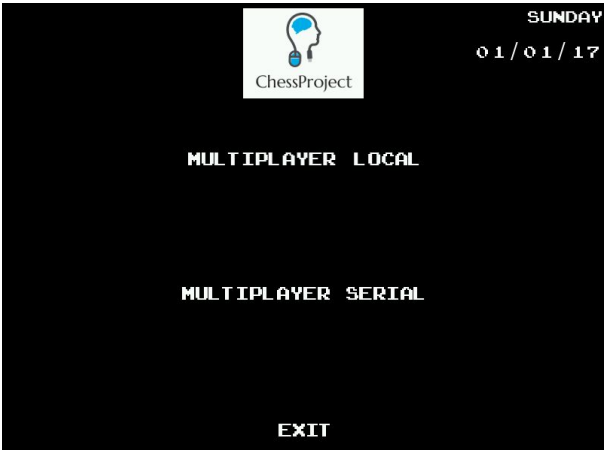 SUNDAY
01/01/17
ChessProject
MULTIPLAYER LOCAL
MULTIPLAYER SERIAL
EXIT